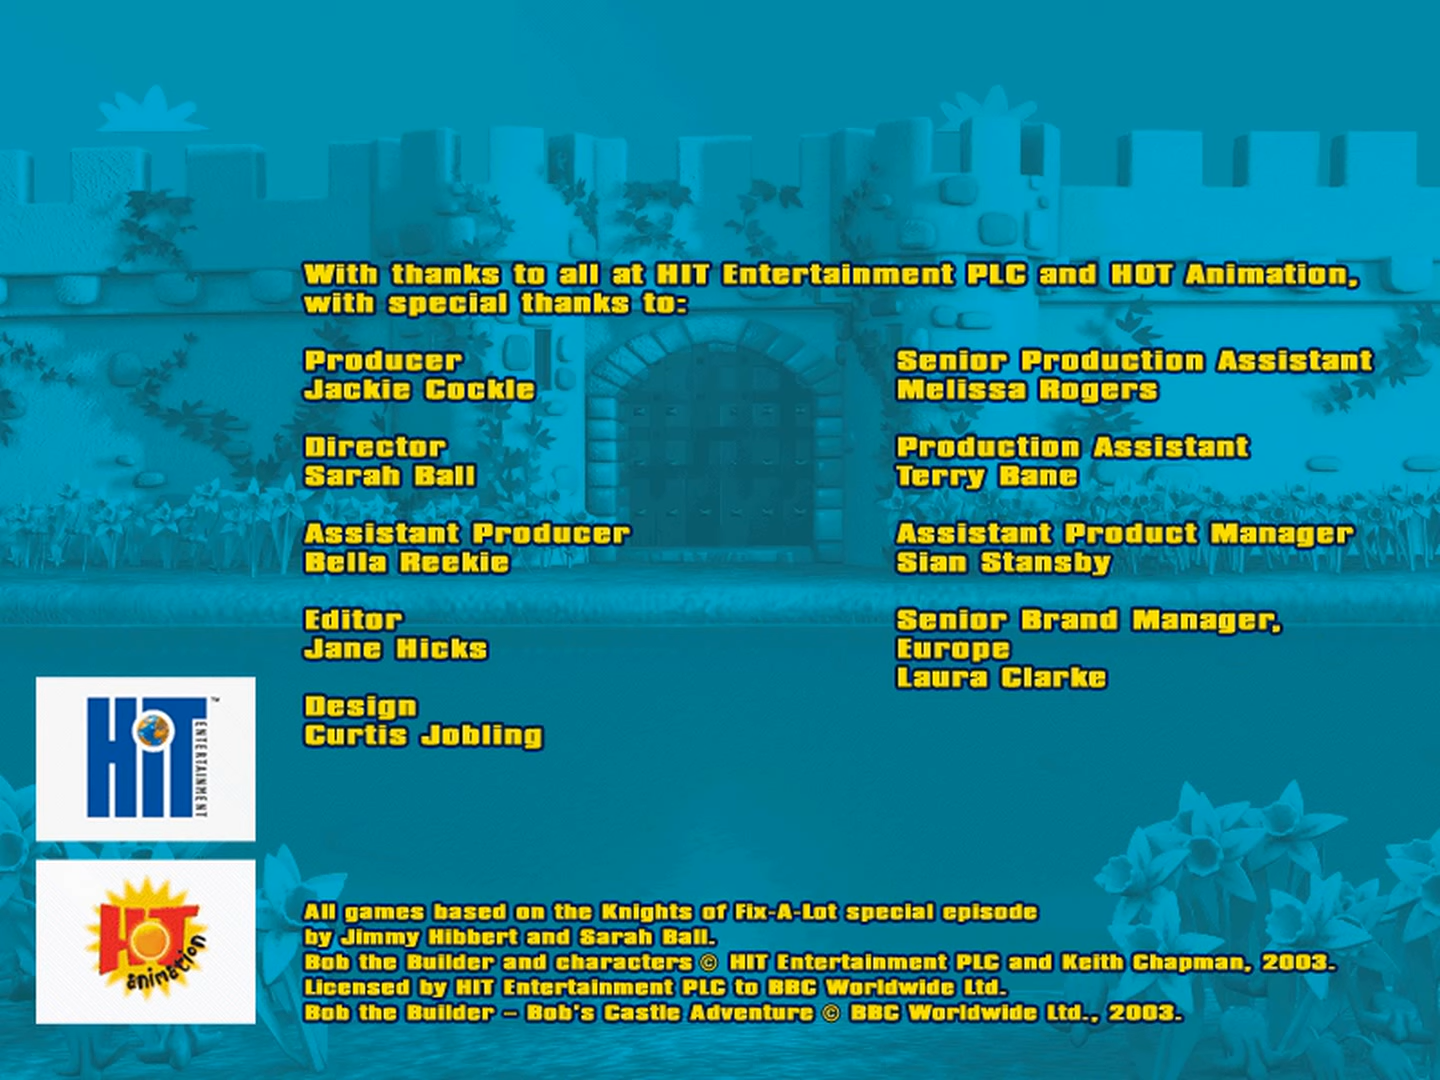 With thanks to all at HIT Entertainment PLC and HOT Animation,
with special thanks to:
Producer
Jackie Cockle
Director
Sarah Ball
Assistant Producer
Bella Reekie
Editor
Jane Hicks
Design
Curtis Jobling
Senior Production Assistant
Melissa Rogers
Production Assistant
Terry Bane
Assistant Product Manager
Sian Stansby
Senior Brand Manager,
Europe
Laura Clarke
HiT
ENTERTAINMENT
™
HOT
animation
All games based on the Knights of Fix-A-Lot special episode
by Jimmy Hibbert and Sarah Ball.
Bob the Builder and characters © HIT Entertainment PLC and Keith Chapman, 2003.
Licensed by HIT Entertainment PLC to BBC Worldwide Ltd.
Bob the Builder – Bob's Castle Adventure © BBC Worldwide Ltd., 2003.